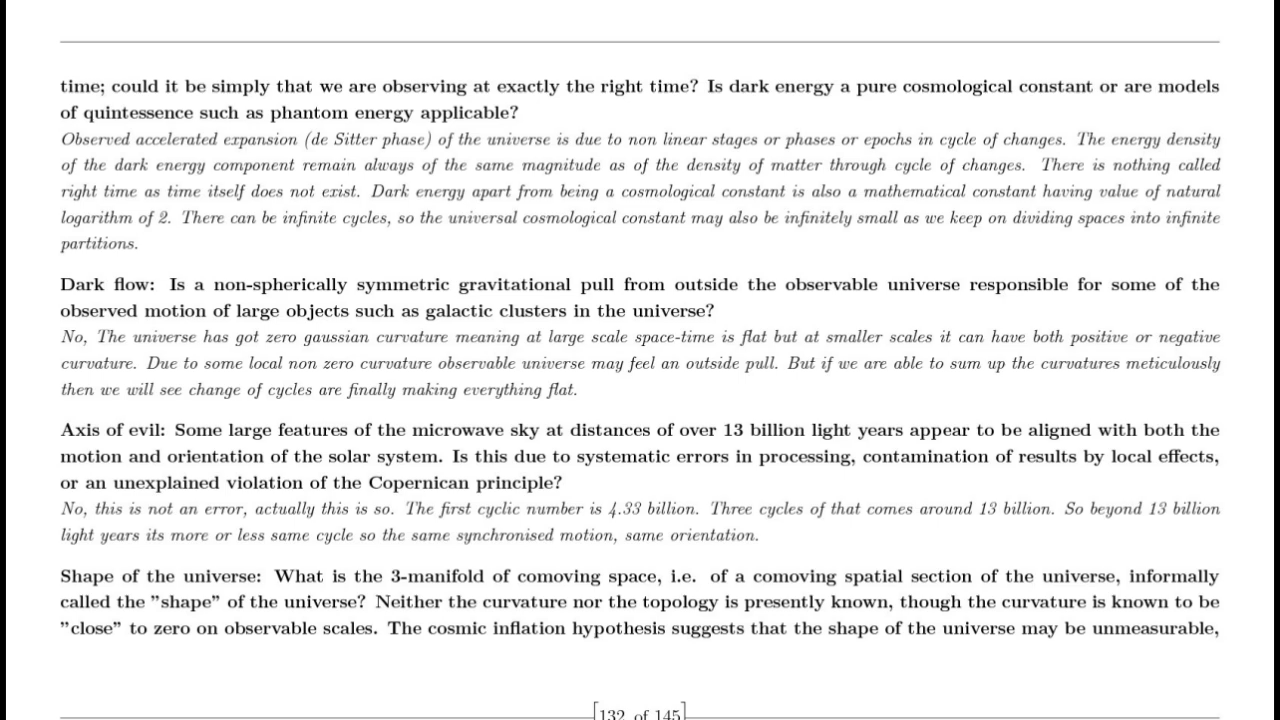 time; could it be simply that we are observing at exactly the right time? Is dark energy a pure cosmological constant or are models
of quintessence such as phantom energy applicable?
Observed accelerated expansion (de Sitter phase) of the universe is due to non linear stages or phases or epochs in cycle of changes. The energy density
of the dark energy component remain always of the same magnitude as of the density of matter through cycle of changes. There is nothing called
right time as time itself does not exist. Dark energy apart from being a cosmological constant is also a mathematical constant having value of natural
logarithm of 2. There can be infinite cycles, so the universal cosmological constant may also be infinitely small as we keep on dividing spaces into infinite
partitions.
Dark flow: Is a non-spherically symmetric gravitational pull from outside the observable universe responsible for some of the
observed motion of large objects such as galactic clusters in the universe?
No, The universe has got zero gaussian curvature meaning at large scale space-time is flat but at smaller scales it can have both positive or negative
curvature. Due to some local non zero curvature observable universe may feel an outside pull. But if we are able to sum up the curvatures meticulously
then we will see change of cycles are finally making everything flat.
Axis of evil: Some large features of the microwave sky at distances of over 13 billion light years appear to be aligned with both the
motion and orientation of the solar system. Is this due to systematic errors in processing, contamination of results by local effects,
or an unexplained violation of the Copernican principle?
No, this is not an error, actually this is so. The first cyclic number is 4.33 billion. Three cycles of that comes around 13 billion. So beyond 13 billion
light years its more or less same cycle so the same synchronised motion, same orientation.
Shape of the universe: What is the 3-manifold of comoving space, i.e. of a comoving spatial section of the universe, informally
called the ”shape” of the universe? Neither the curvature nor the topology is presently known, though the curvature is known to be
”close” to zero on observable scales. The cosmic inflation hypothesis suggests that the shape of the universe may be unmeasurable,
[132 of 145]